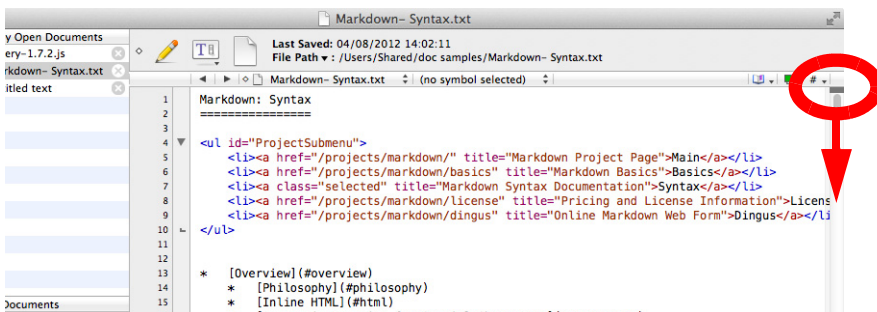 Markdown– Syntax.txt
y Open Documents
ery–1.7.2.js
rkdown– Syntax.txt
itled text
Documents
Last Saved: 04/08/2012 14:02:11
File Path ▾ : /Users/Shared/doc samples/Markdown– Syntax.txt
Markdown– Syntax.txt (no symbol selected) #
1 Markdown: Syntax
2 ================
3
4 <ul id="ProjectSubmenu">
5 <li><a href="/projects/markdown/" title="Markdown Project Page">Main</a></li>
6 <li><a href="/projects/markdown/basics" title="Markdown Basics">Basics</a></li>
7 <li><a class="selected" title="Markdown Syntax Documentation">Syntax</a></li>
8 <li><a href="/projects/markdown/license" title="Pricing and License Information">Licens
9 <li><a href="/projects/markdown/dingus" title="Online Markdown Web Form">Dingus</a></li
10 </ul>
11
12
13 * [Overview](#overview)
14 * [Philosophy](#philosophy)
15 * [Inline HTML](#html)